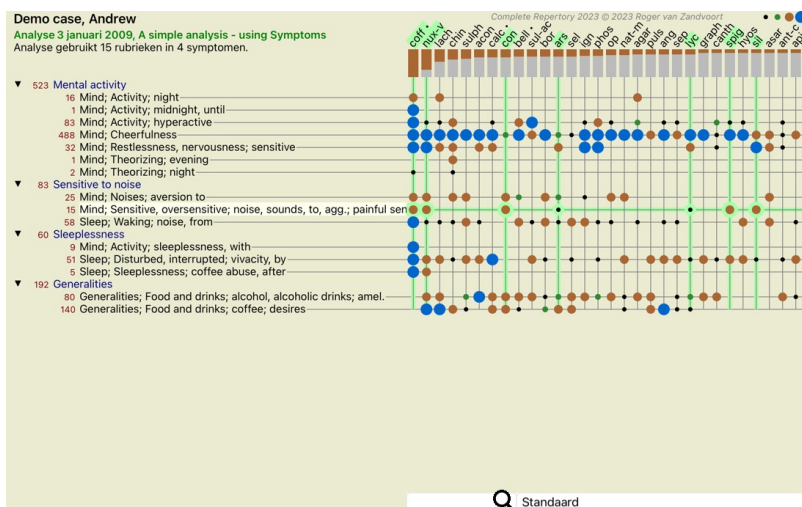 Demo case, Andrew
Complete Repertory 2023 © 2023 Roger van Zandvoort
Analyse 3 januari 2009, A simple analysis - using Symptoms
Analyse gebruikt 15 rubrieken in 4 symptomen.
coff • nux-v lach chin sulph acon calc • con bell • sul-ac bor ars sel ign phos op nat-m agar puls ang sep lyc graph canth spig hyos sil asar ant-c
▼ 523 Mental activity
16 Mind; Activity; night
1 Mind; Activity; midnight, until
83 Mind; Activity; hyperactive
488 Mind; Cheerfulness
32 Mind; Restlessness, nervousness; sensitive
1 Mind; Theorizing; evening
2 Mind; Theorizing; night
▼ 83 Sensitive to noise
25 Mind; Noises; aversion to
15 Mind; Sensitive, oversensitive; noise, sounds, to, agg.; painful sen
58 Sleep; Waking; noise, from
▼ 60 Sleeplessness
9 Mind; Activity; sleeplessness, with
51 Sleep; Disturbed, interrupted; vivacity, by
5 Sleep; Sleeplessness; coffee abuse, after
▼ 192 Generalities
80 Generalities; Food and drinks; alcohol, alcoholic drinks; amel.
140 Generalities; Food and drinks; coffee; desires
Standaard